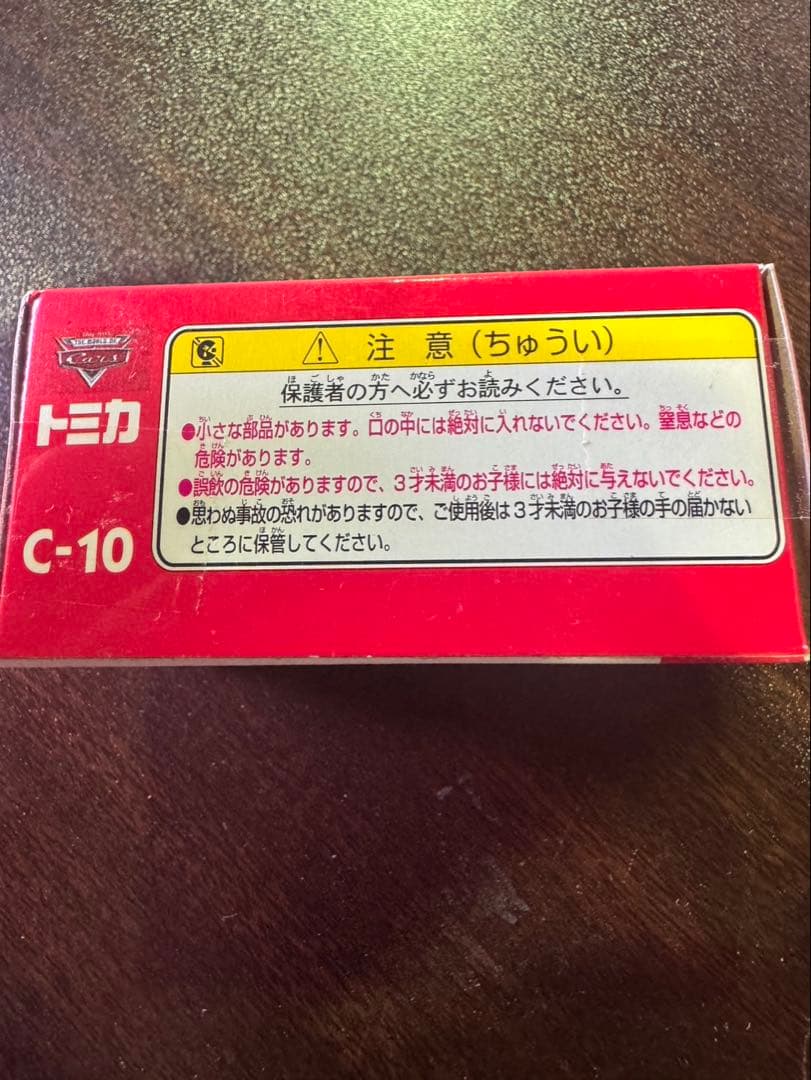 THE WORLD OF
Cars
トミカ
C-10
注 意（ちゅうい）
保護者の方へ必ずお読みください。
●小さな部品があります。口の中には絶対に入れないでください。窒息などの
危険があります。
●誤飲の危険がありますので、3才未満のお子様には絶対に与えないでください。
●思わぬ事故の恐れがありますので、ご使用後は3才未満のお子様の手の届かない
ところに保管してください。